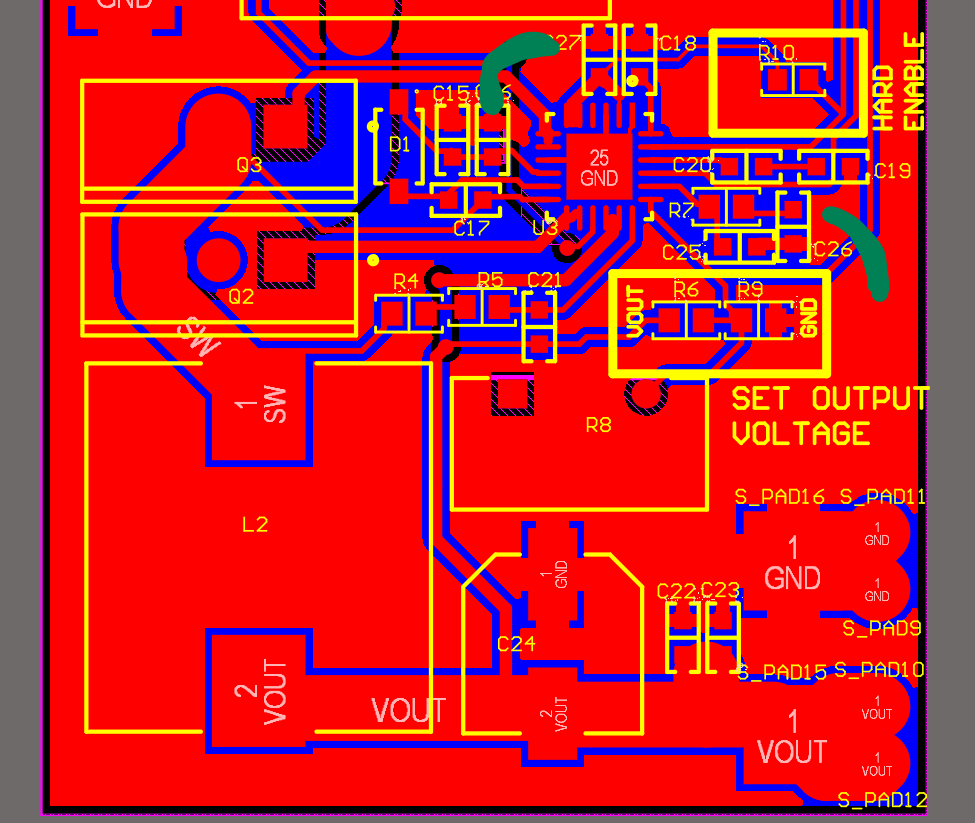 GND
C27
C18
R10
HARD
ENABLE
C15
D1
Q3
25
GND
C20
C19
R7
C17
U3
C25
C26
Q2
R4
R5
C21
R6
R9
VOUT
GND
SW
1
SW
SET OUTPUT
VOLTAGE
R8
L2
S_PAD16
S_PAD11
1
GND
1
GND
1
GND
1
GND
C22
C23
S_PAD9
C24
S_PAD15
S_PAD10
2
VOUT
VOUT
2
VOUT
1
VOUT
1
VOUT
1
VOUT
S_PAD12